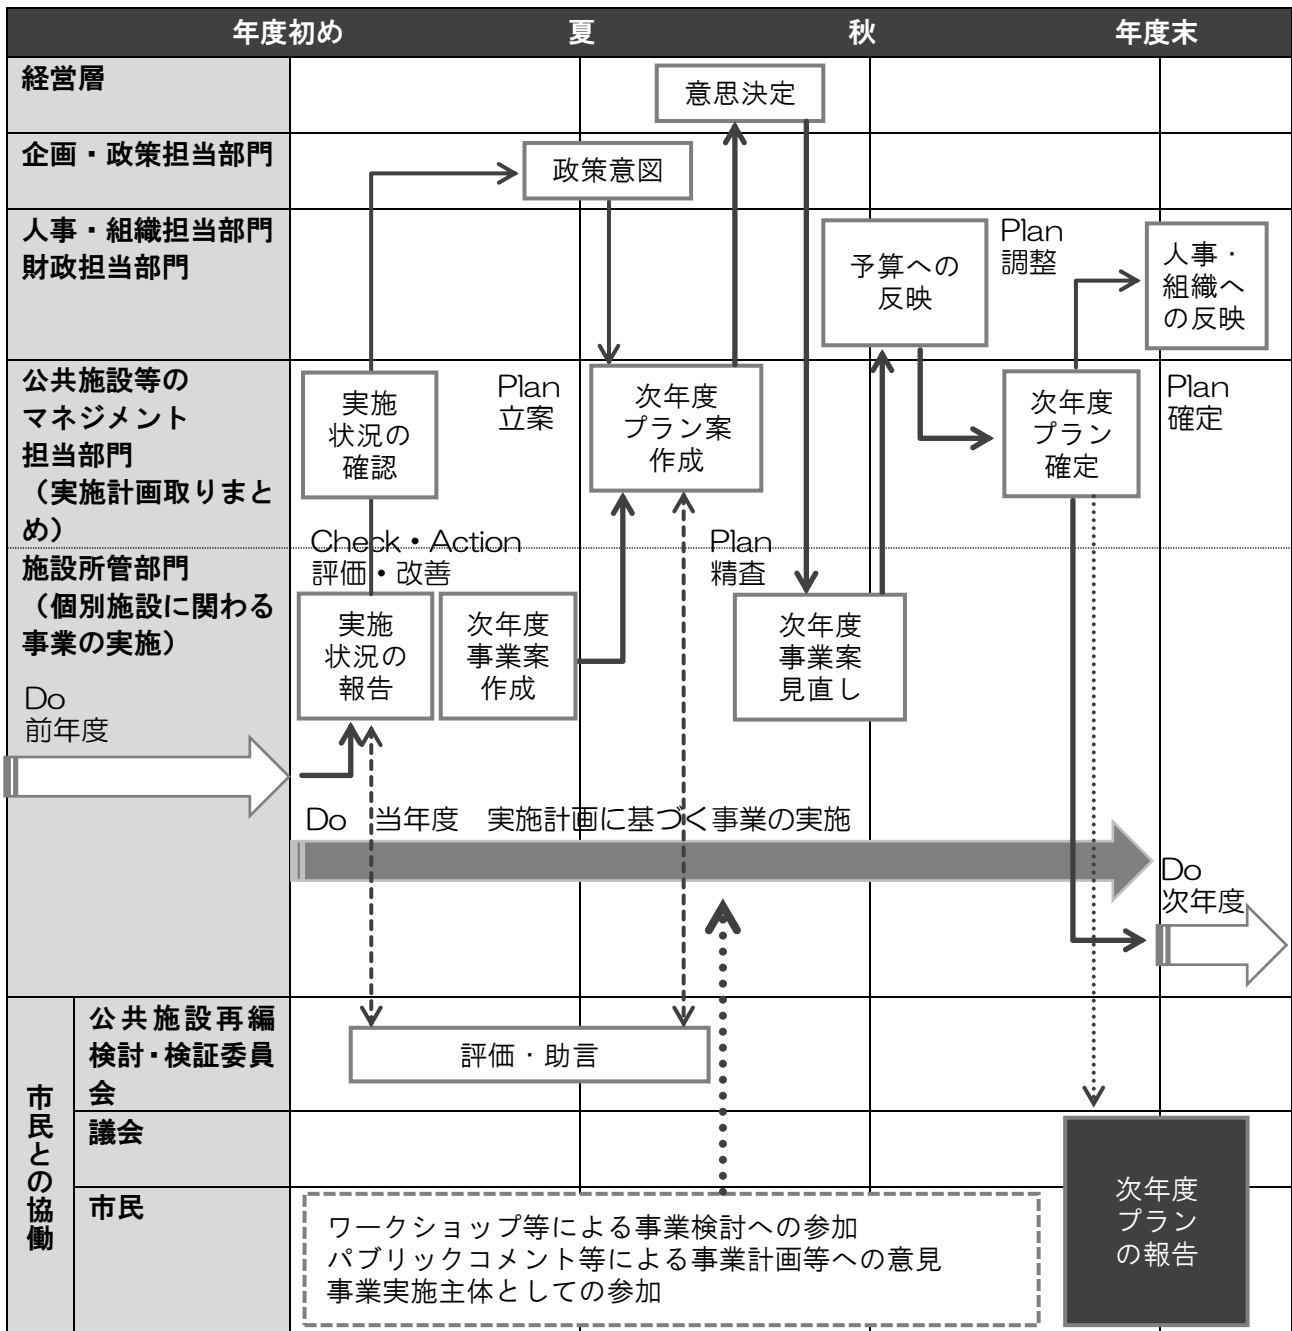 年度初め
夏
秋
年度末
経営層
意思決定
企画・政策担当部門
政策意図
人事・組織担当部門
財政担当部門
予算への
反映
Plan
調整
人事・
組織へ
の反映
公共施設等の
マネジメント
担当部門
（実施計画取りまと
め）
実施
状況の
確認
Plan
立案
次年度
プラン案
作成
次年度
プラン
確定
Plan
確定
Check・Action
評価・改善
Plan
精査
施設所管部門
（個別施設に関わる
事業の実施）
実施
状況の
報告
次年度
事業案
作成
次年度
事業案
見直し
Do
前年度
Do　当年度　実施計画に基づく事業の実施
Do
次年度
市民との協働
公共施設再編
検討・検証委員
会
評価・助言
議会
市民
ワークショップ等による事業検討への参加
パブリックコメント等による事業計画等への意見
事業実施主体としての参加
次年度
プラン
の報告